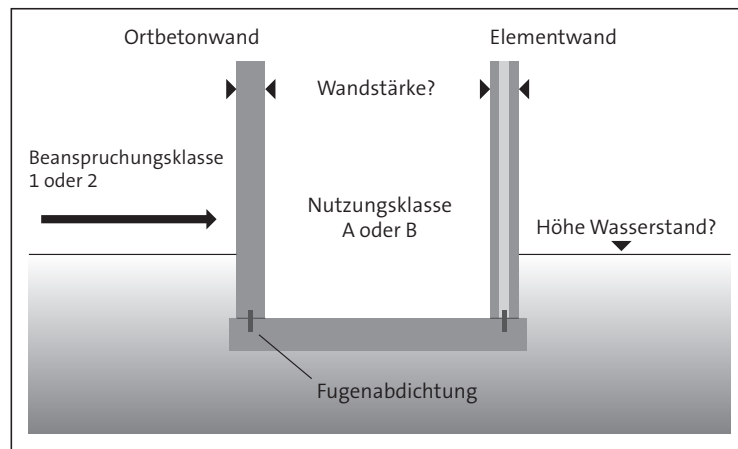 Ortbetonwand
Elementwand
Wandstärke?
Beanspruchungsklasse
1 oder 2
Nutzungsklasse
A oder B
Höhe Wasserstand?
Fugenabdichtung